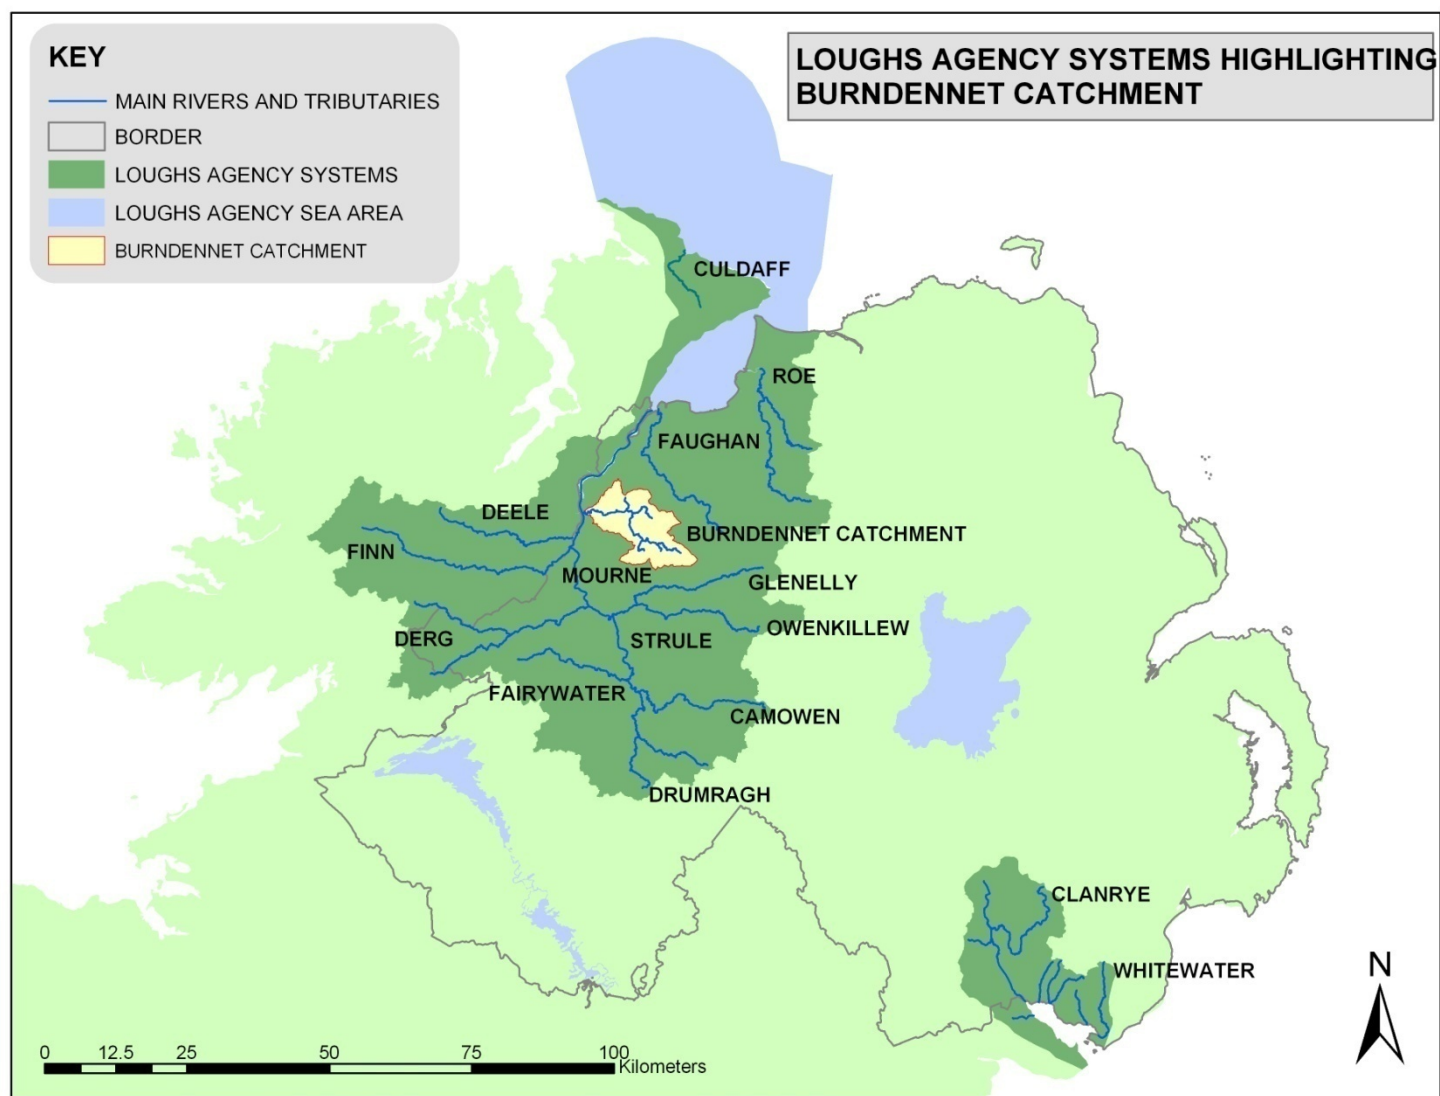 KEY
MAIN RIVERS AND TRIBUTARIES
BORDER
LOUGHS AGENCY SYSTEMS
LOUGHS AGENCY SEA AREA
BURNDENNET CATCHMENT
LOUGHS AGENCY SYSTEMS HIGHLIGHTING
BURNDENNET CATCHMENT
CULDAFF
ROE
FAUGHAN
DEELE
BURNDENNET CATCHMENT
FINN
MOURNE
GLENELLY
OWENKILLEW
DERG
STRULE
FAIRYWATER
CAMOWEN
DRUMRAGH
CLANRYE
WHITEWATER
N
0 12.5 25 50 75 100
Kilometers